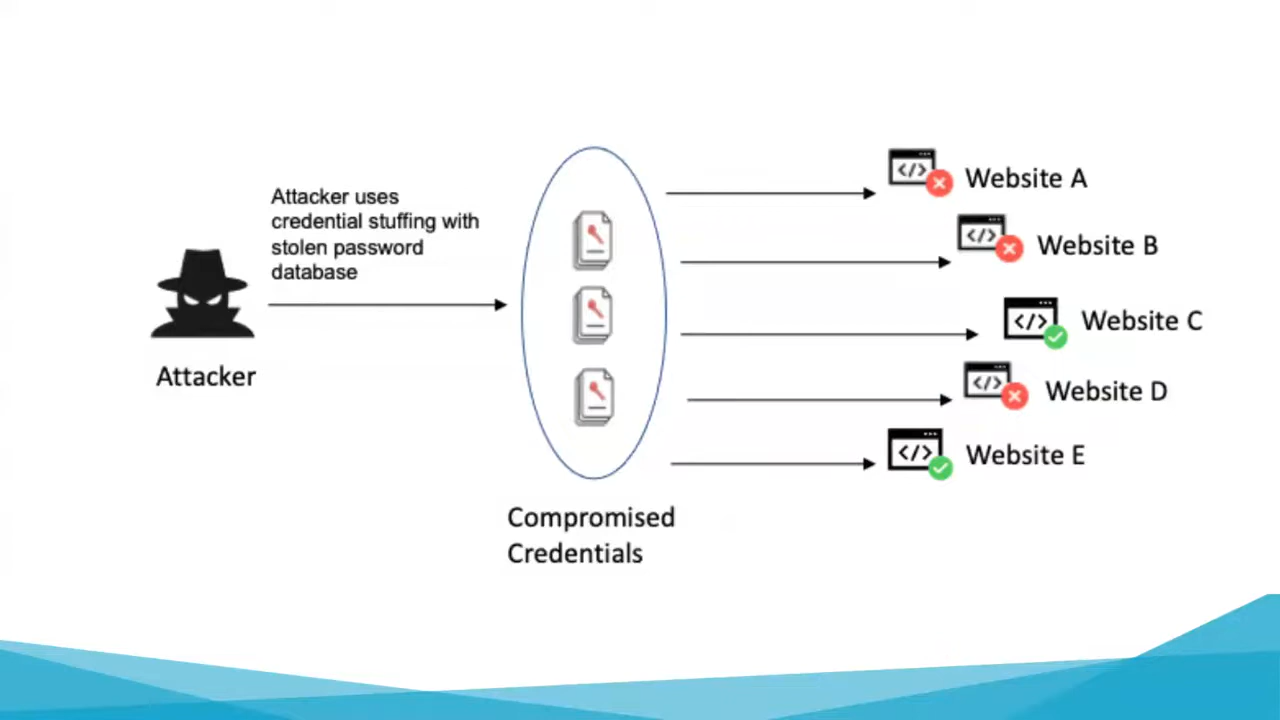 Attacker uses
credential stuffing with
stolen password
database
Attacker
Compromised
Credentials
</> Website A
</> Website B
</> Website C
</> Website D
</> Website E